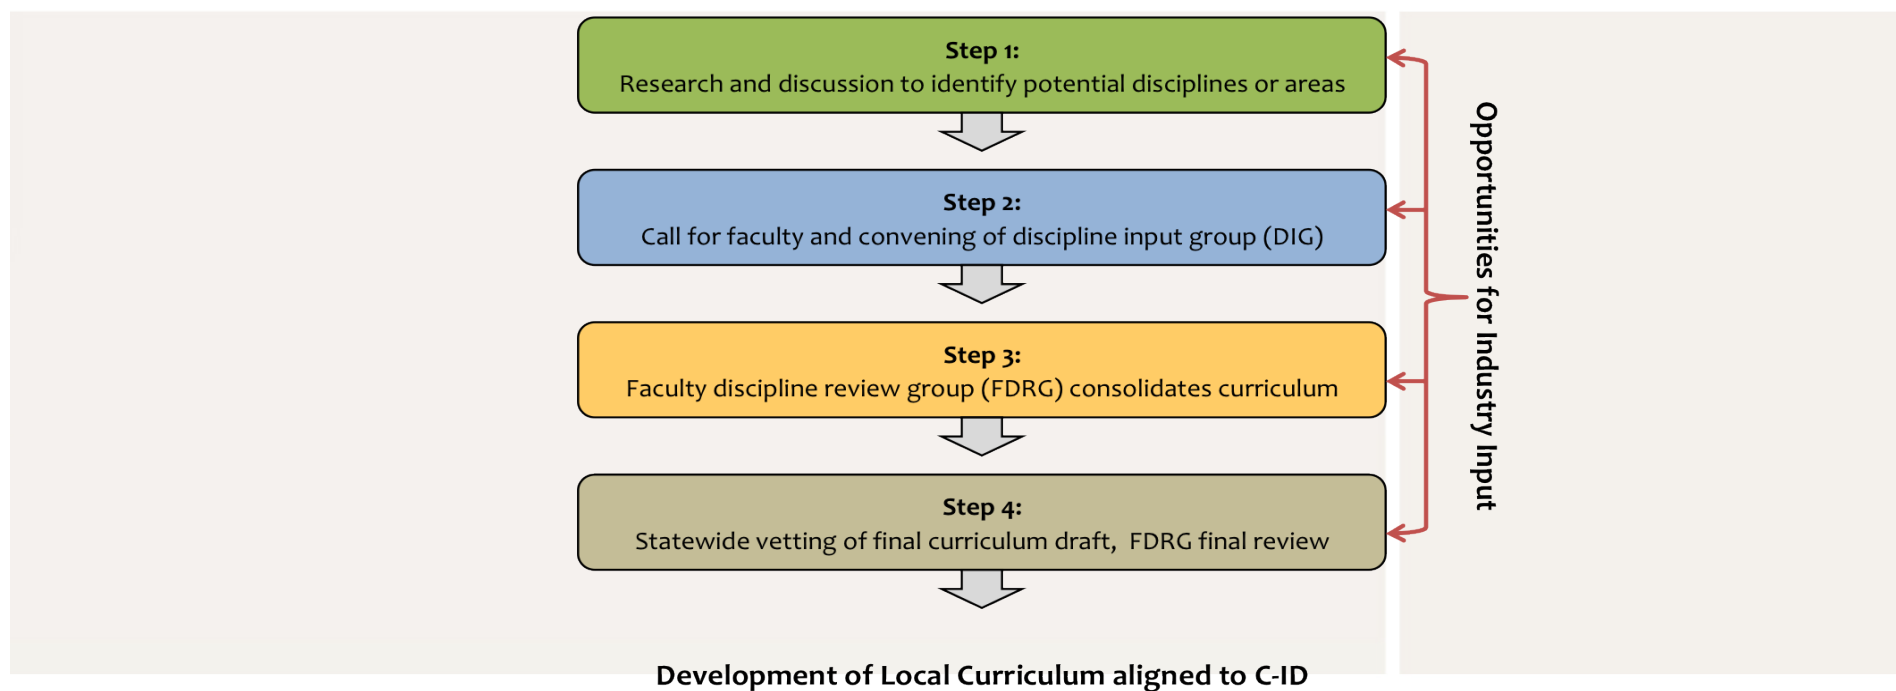 Step 1:
Research and discussion to identify potential disciplines or areas
Step 2:
Call for faculty and convening of discipline input group (DIG)
Step 3:
Faculty discipline review group (FDRG) consolidates curriculum
Step 4:
Statewide vetting of final curriculum draft, FDRG final review
Development of Local Curriculum aligned to C-ID
Opportunities for Industry Input